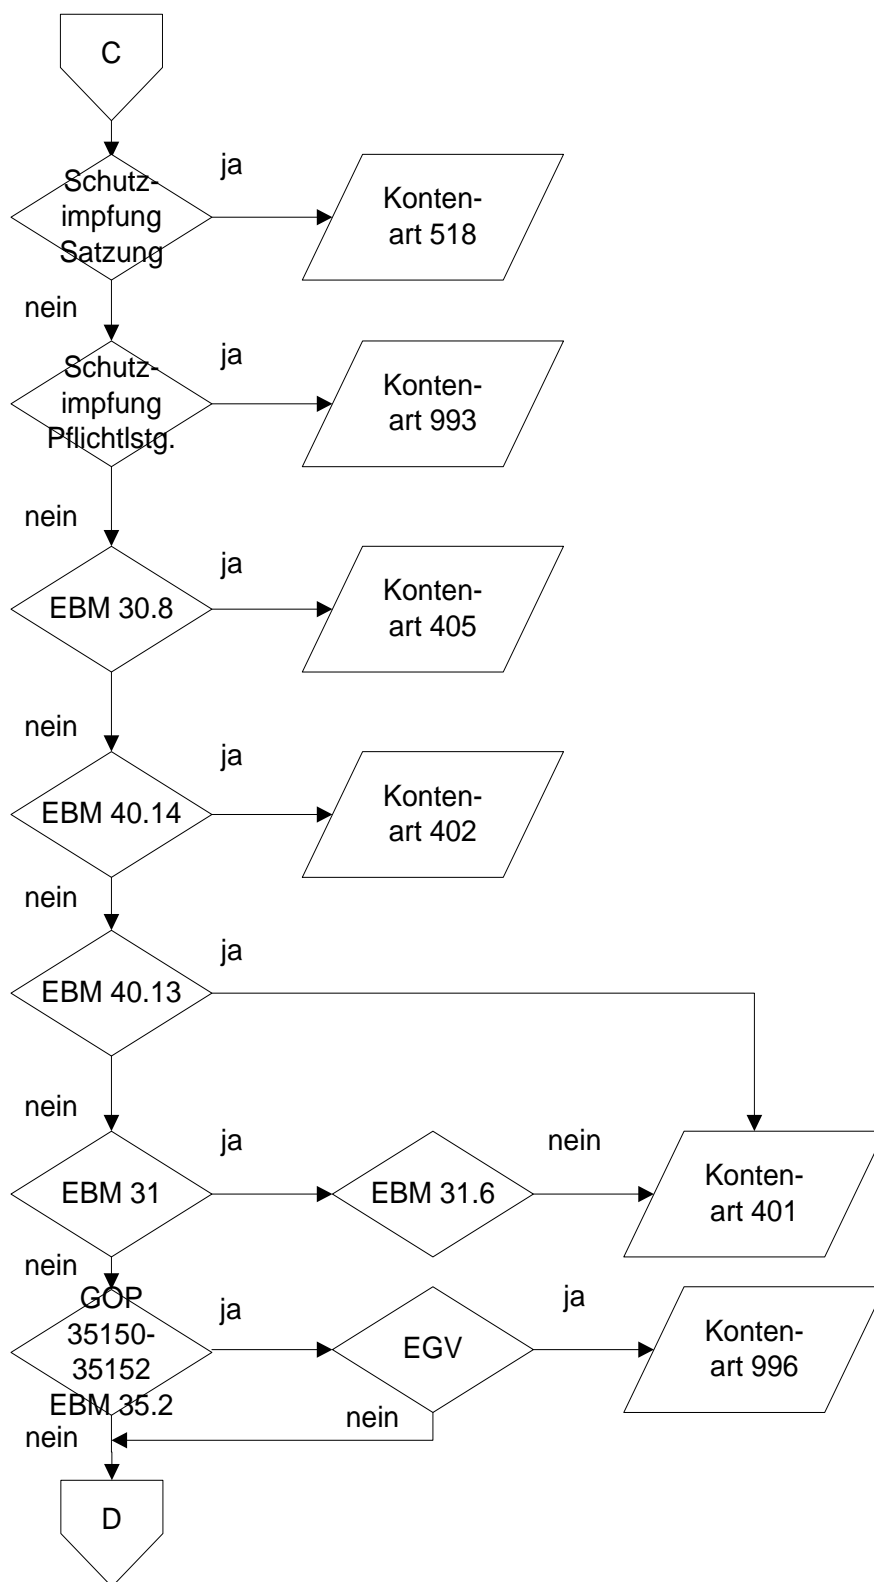 C
Schutz-
impfung
Satzung
ja
Konten-
art 518
nein
Schutz-
impfung
Pflichtlstg.
ja
Konten-
art 993
nein
EBM 30.8
ja
Konten-
art 405
nein
EBM 40.14
ja
Konten-
art 402
nein
EBM 40.13
ja
nein
EBM 31
ja
EBM 31.6
nein
Konten-
art 401
nein
GOP
35150-
35152
EBM 35.2
ja
EGV
ja
Konten-
art 996
nein
nein
D